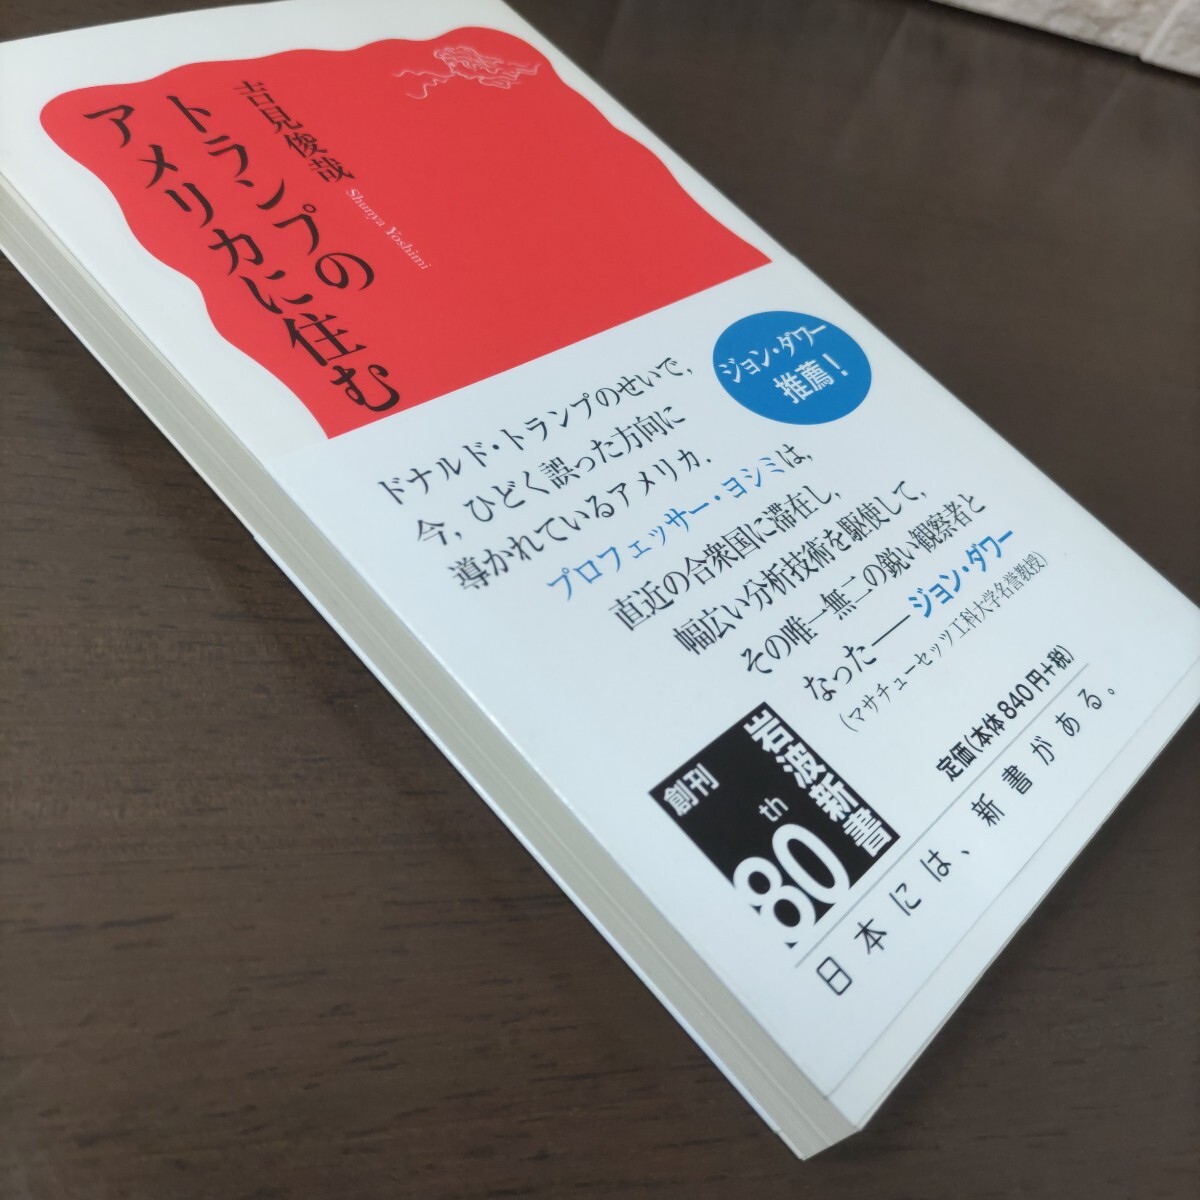 トランプの
アメリカに住む
吉見俊哉
Shunya Yoshimi
ジョン・ダワー
推薦！
ドナルド・トランプのせいで，
今，ひどく誤った方向に
導かれているアメリカ．
プロフェッサー・ヨシミは，
直近の合衆国に滞在し，
幅広い分析技術を駆使して，
その唯一無二の鋭い観察者と
なった——ジョン・ダワー
（マサチューセッツ工科大学名誉教授）
岩波新書
創刊
80th
定価（本体840円＋税）
日本には、新書がある。